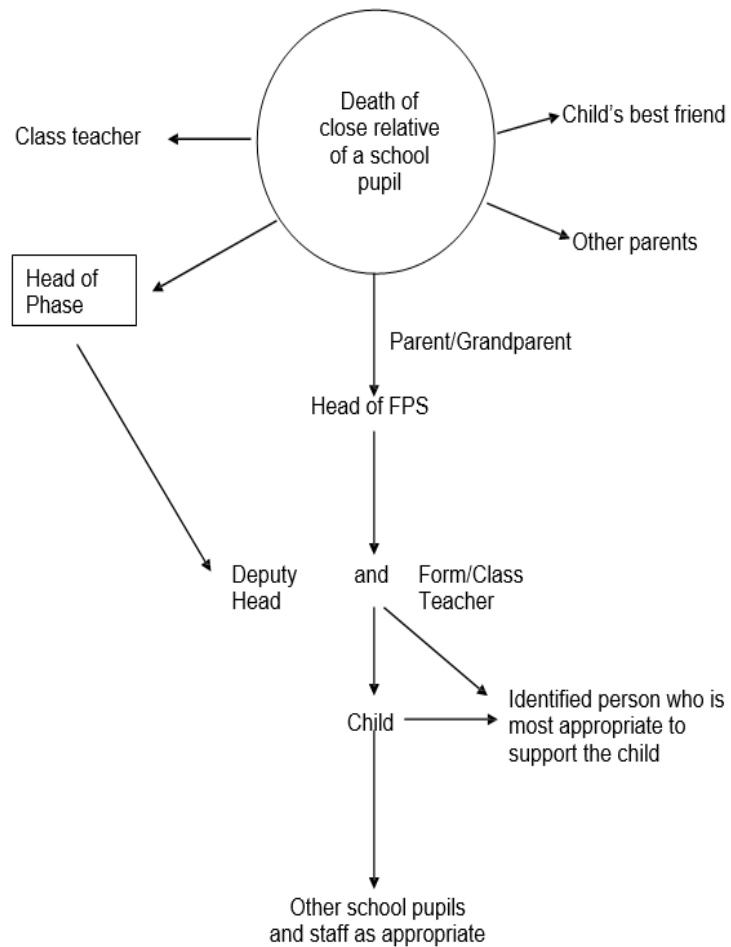 Death of
close relative
of a school
pupil
Class teacher
Child's best friend
Other parents
Head of
Phase
Parent/Grandparent
Head of FPS
Deputy
Head
and
Form/Class
Teacher
Child
Identified person who is
most appropriate to
support the child
Other school pupils
and staff as appropriate